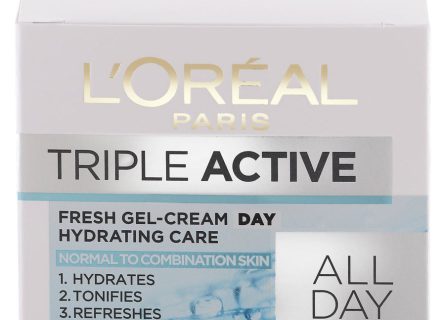 L'ORÉAL
PARIS
TRIPLE ACTIVE
FRESH GEL-CREAM DAY
HYDRATING CARE
NORMAL TO COMBINATION SKIN
1. HYDRATES
2. TONIFIES
3. REFRESHES
ALL
DAY